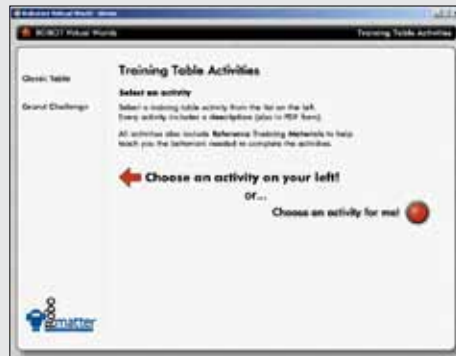 ROBOT Virtual Worlds
Training Table Activities
Classic Table
Grand Challenge
Training Table Activities
Select an activity
Select a training table activity from the list on the left.
Every activity includes a description (also in PDF form).
All activities also include Reference Training Materials to help
teach you the behaviors needed to complete the activities.
Choose an activity on your left!
or...
Choose an activity for me!
Robo
matter